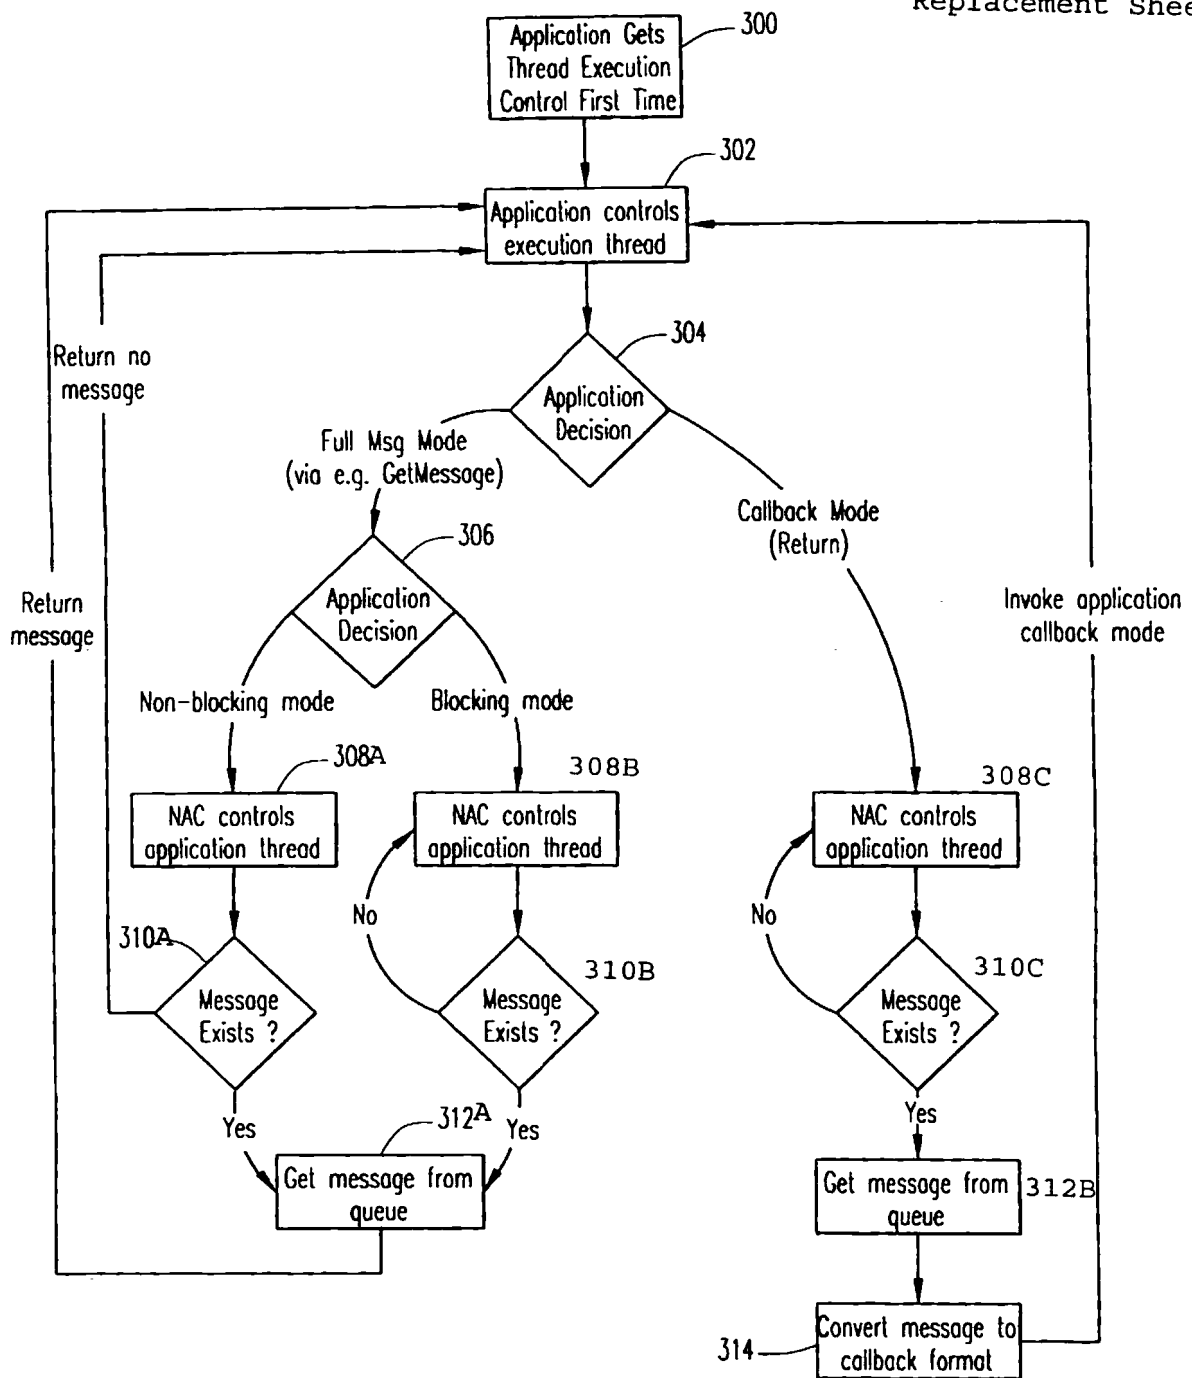 Replacement Shee
Application Gets
Thread Execution
Control First Time
300
302
Application controls
execution thread
304
Application
Decision
Return no
message
Full Msg Mode
(via e.g. GetMessage)
Callback Mode
(Return)
306
Application
Decision
Return
message
Invoke application
callback mode
Non-blocking mode
Blocking mode
308A
308B
308C
NAC controls
application thread
NAC controls
application thread
NAC controls
application thread
No
No
310A
310B
310C
Message
Exists ?
Message
Exists ?
Message
Exists ?
Yes
312A
Yes
Yes
Get message from
queue
Get message from
queue
312B
314
Convert message to
callback format